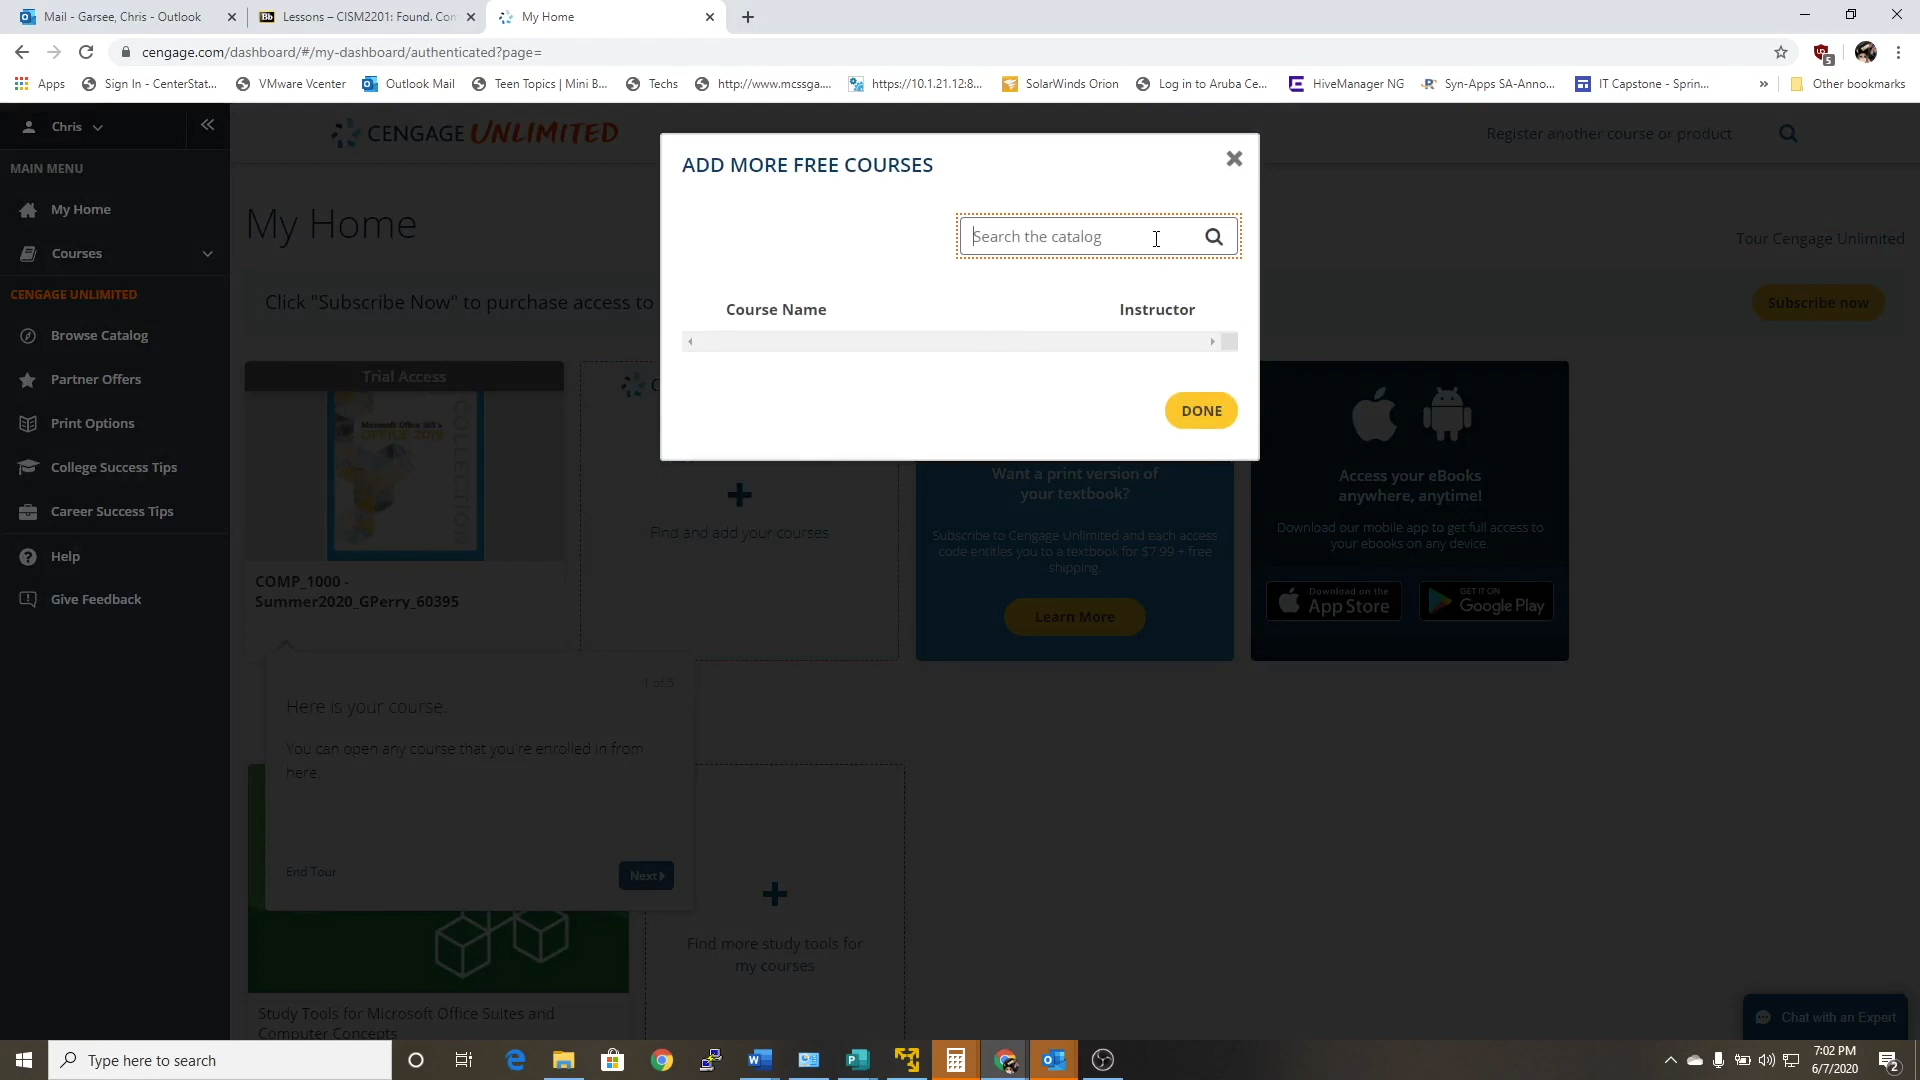 Mail - Garsee, Chris - Outlook
Bb Lessons – CISM2201: Found. Con
My Home
cengage.com/dashboard/#/my-dashboard/authenticated?page=
5
Apps
Sign In - CenterStat...
VMware Vcenter
Outlook Mail
Teen Topics | Mini B...
Techs
http://www.mcssga....
https://10.1.21.12:8...
SolarWinds Orion
Log in to Aruba Ce...
HiveManager NG
Syn-Apps SA-Anno...
IT Capstone - Sprin...
»
Other bookmarks
Chris
CENGAGE UNLIMITED
Register another course or product
ADD MORE FREE COURSES
MAIN MENU
My Home
Courses
My Home
Search the catalog
Tour Cengage Unlimited
CENGAGE UNLIMITED
Click "Subscribe Now" to purchase access to
Subscribe now
Course Name
Instructor
Browse Catalog
Partner Offers
Print Options
College Success Tips
Career Success Tips
Help
Give Feedback
DONE
Trial Access
Microsoft Office 365 &
OFFICE 2019
COLLECTION
COMP_1000 -
Summer2020_GPerry_60395
C
Find and add your courses
Want a print version of
your textbook?
Subscribe to Cengage Unlimited and each access
code entitles you to a textbook for $7.99 + free
shipping.
Learn More
Access your eBooks
anywhere, anytime!
Download our mobile app to get full access to
your ebooks on any device
Download on the
App Store
GET IT ON
Google Play
1 of 5
Here is your course.
You can open any course that you're enrolled in from
here.
End Tour
Next
Find more study tools for
my courses
Study Tools for Microsoft Office Suites and
Computer Concepts
Chat with an Expert
Type here to search
7:02 PM
6/7/2020
2